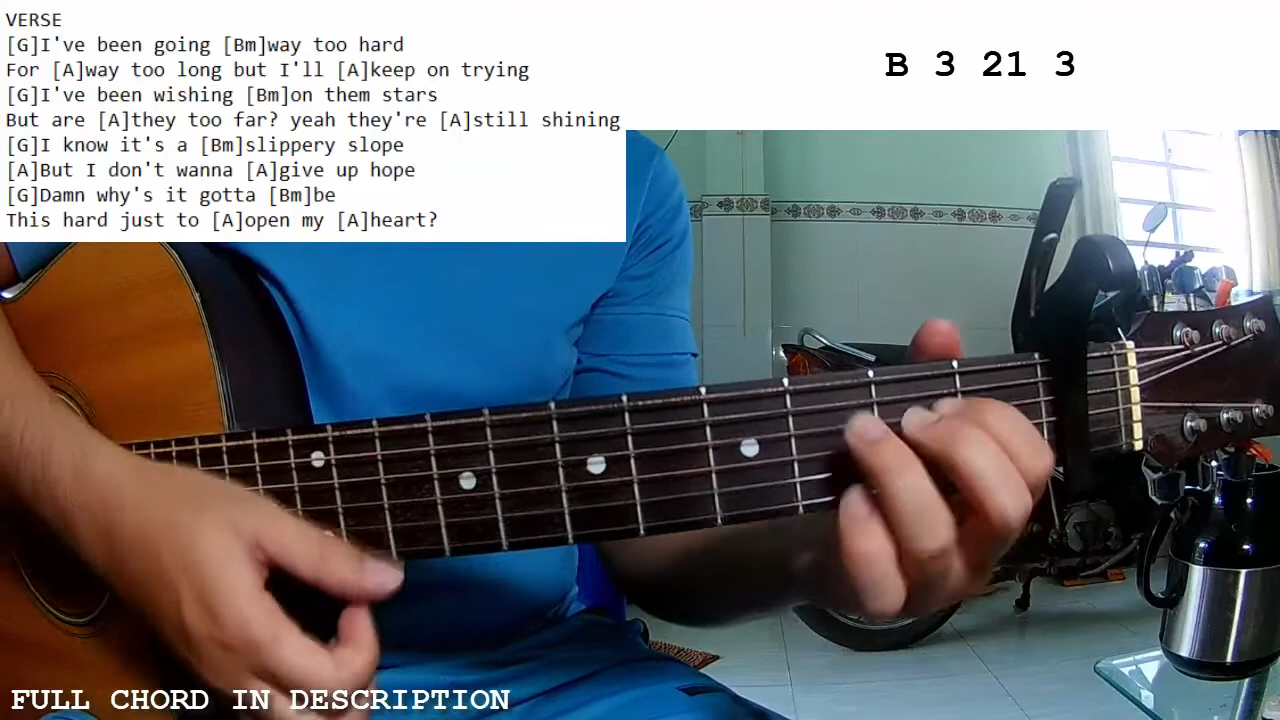 VERSE
[G]I've been going [Bm]way too hard
For [A]way too long but I'll [A]keep on trying
[G]I've been wishing [Bm]on them stars
But are [A]they too far? yeah they're [A]still shining
[G]I know it's a [Bm]slippery slope
[A]But I don't wanna [A]give up hope
[G]Damn why's it gotta [Bm]be
This hard just to [A]open my [A]heart?
B 3 21 3
FULL CHORD IN DESCRIPTION